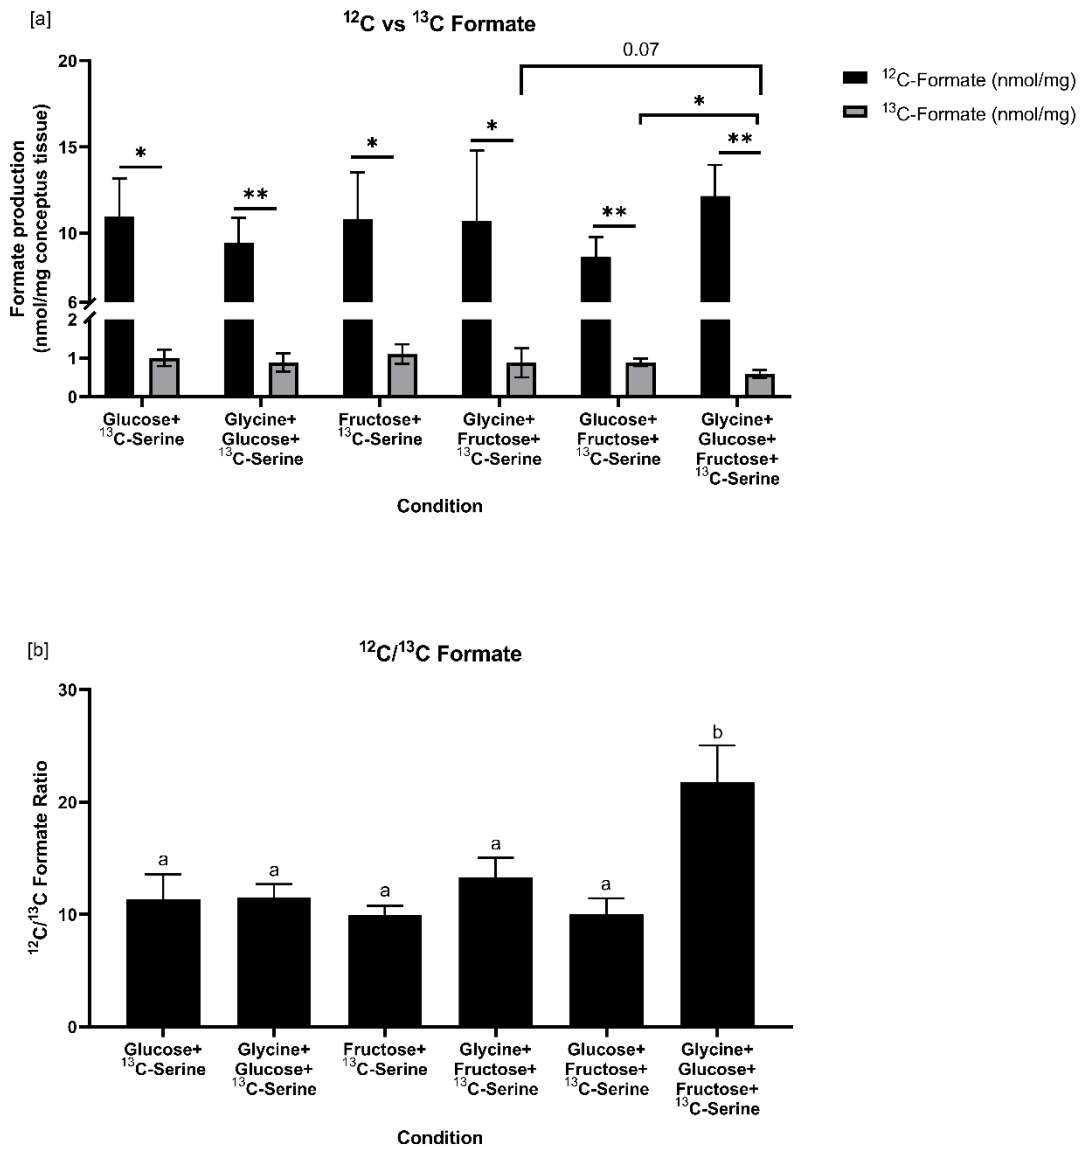 [a]
¹²C vs ¹³C Formate
20
15
10
6
2
1
0
Formate production
(nmol/mg conceptus tissue)
0.07
*
**
*
*
**
*
**
¹²C-Formate (nmol/mg)
¹³C-Formate (nmol/mg)
Glucose+
¹³C-Serine
Glycine+
Glucose+
¹³C-Serine
Fructose+
¹³C-Serine
Glycine+
Fructose+
¹³C-Serine
Glucose+
Fructose+
¹³C-Serine
Glycine+
Glucose+
Fructose+
¹³C-Serine
Condition
[b]
¹²C/¹³C Formate
30
20
10
0
¹²C/¹³C Formate Ratio
a
a
a
a
a
b
Glucose+
¹³C-Serine
Glycine+
Glucose+
¹³C-Serine
Fructose+
¹³C-Serine
Glycine+
Fructose+
¹³C-Serine
Glucose+
Fructose+
¹³C-Serine
Glycine+
Glucose+
Fructose+
¹³C-Serine
Condition